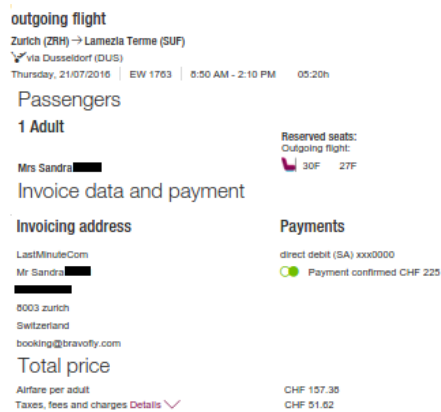 outgoing flight
Zurich (ZRH) → Lamezia Terme (SUF)
via Dusseldorf (DUS)
Thursday, 21/07/2016 | EW 1763 | 8:50 AM - 2:10 PM 05:20h
Passengers
1 Adult
Reserved seats:
Outgoing flight:
30F 27F
Mrs Sandra
Invoice data and payment
Invoicing address
Payments
LastMinuteCom
direct debit (SA) xxx0000
Mr Sandra
Payment confirmed CHF 225
8003 zurich
Switzerland
booking@bravofly.com
Total price
Airfare per adult CHF 157.38
Taxes, fees and charges Details CHF 51.62